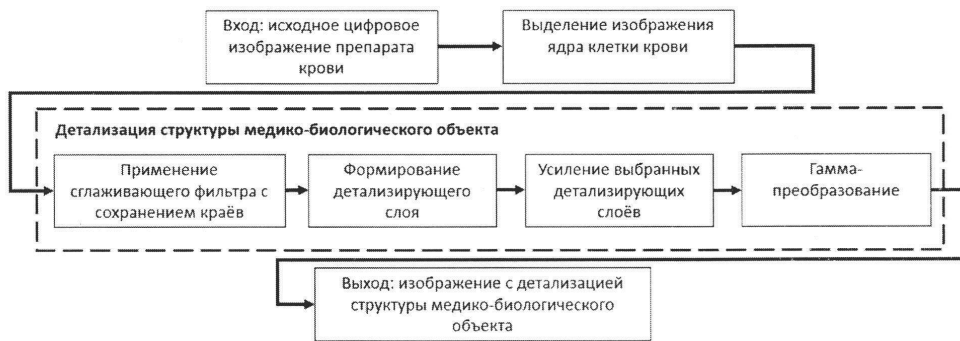 Вход: исходное цифровое
изображение препарата
крови
Выделение изображения
ядра клетки крови
Детализация структуры медико-биологического объекта
Применение
сглаживающего фильтра с
сохранением краёв
Формирование
детализирующего
слоя
Усиление выбранных
детализирующих
слоёв
Гамма-
преобразование
Выход: изображение с детализацией
структуры медико-биологического
объекта